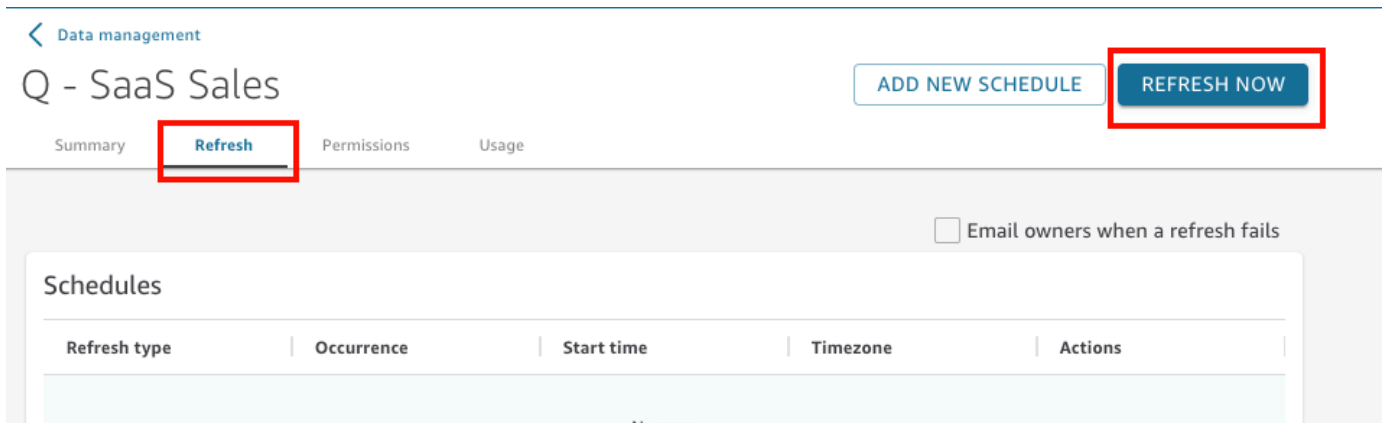 Data management
Q - SaaS Sales
ADD NEW SCHEDULE
REFRESH NOW
Summary
Refresh
Permissions
Usage
Email owners when a refresh fails
Schedules
Refresh type
Occurrence
Start time
Timezone
Actions